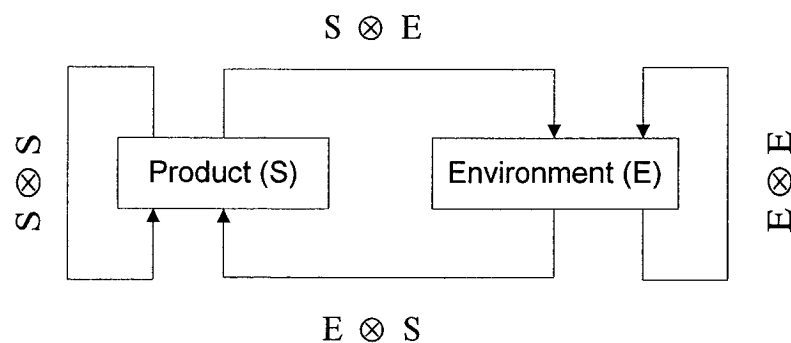 S ⊗ E
S ⊗ S
Product (S)
Environment (E)
E ⊗ E
E ⊗ S